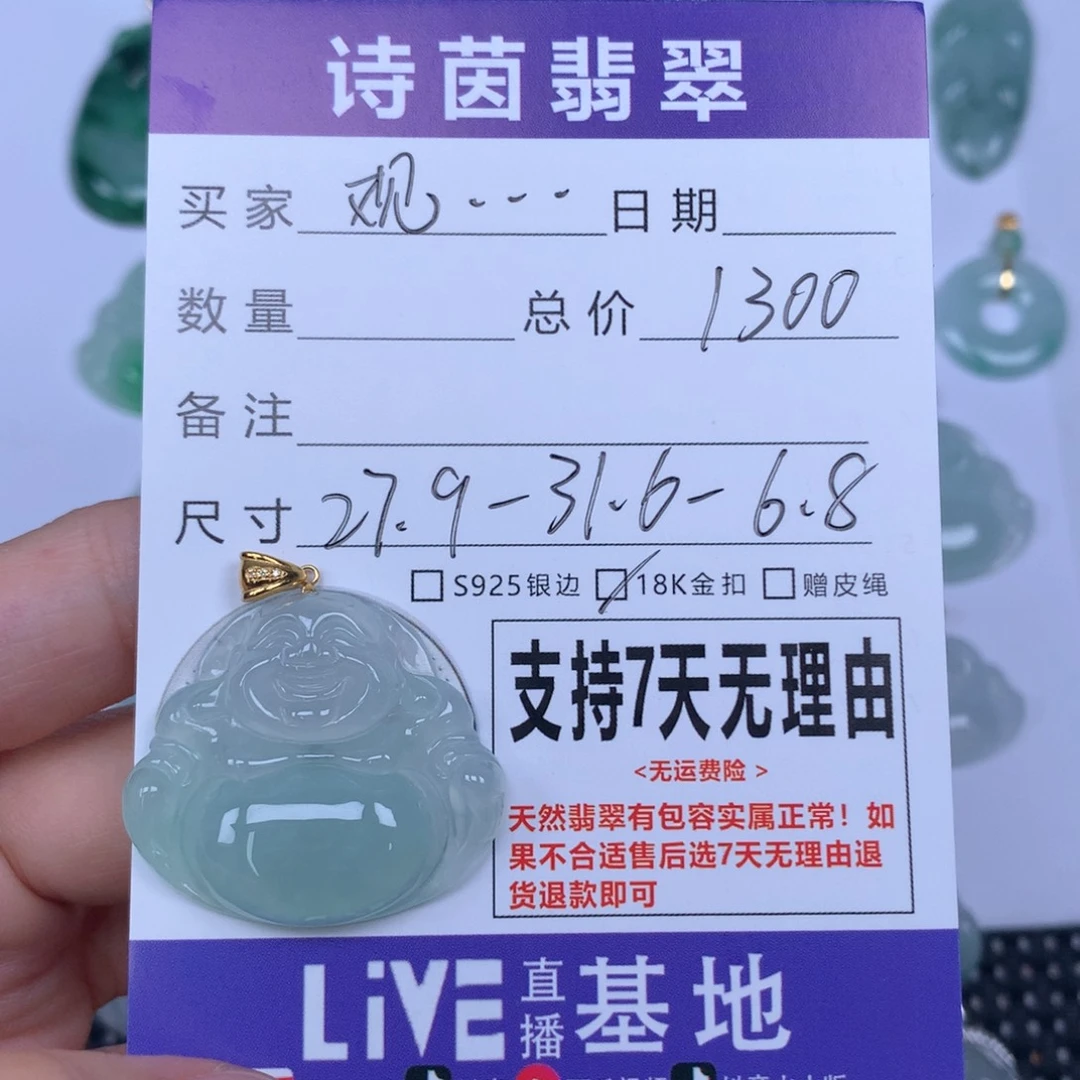 诗茵翡翠
买家 观... 日期
数量 总价 1300
备注
尺寸 27.9-31.6-6.8
S925银边 18K金扣 赠皮绳
支持7天无理由
<无运费险>
天然翡翠有包容实属正常！如
果不合适售后选7天无理由退
货退款即可
LiVE直播基地